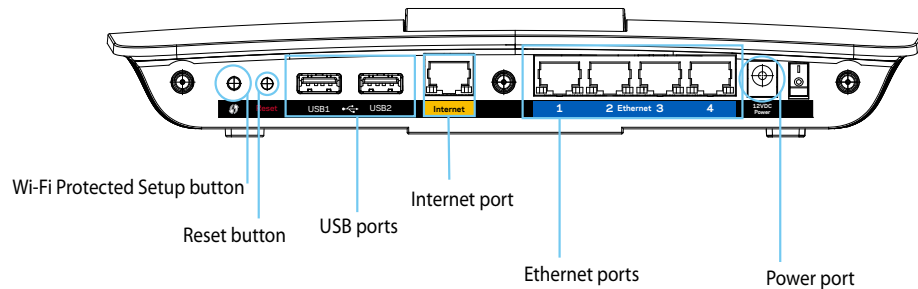 Reset
USB1 USB2
Internet
1 2 Ethernet 3 4
12VDC
Power
Wi-Fi Protected Setup button
Reset button
USB ports
Internet port
Ethernet ports
Power port